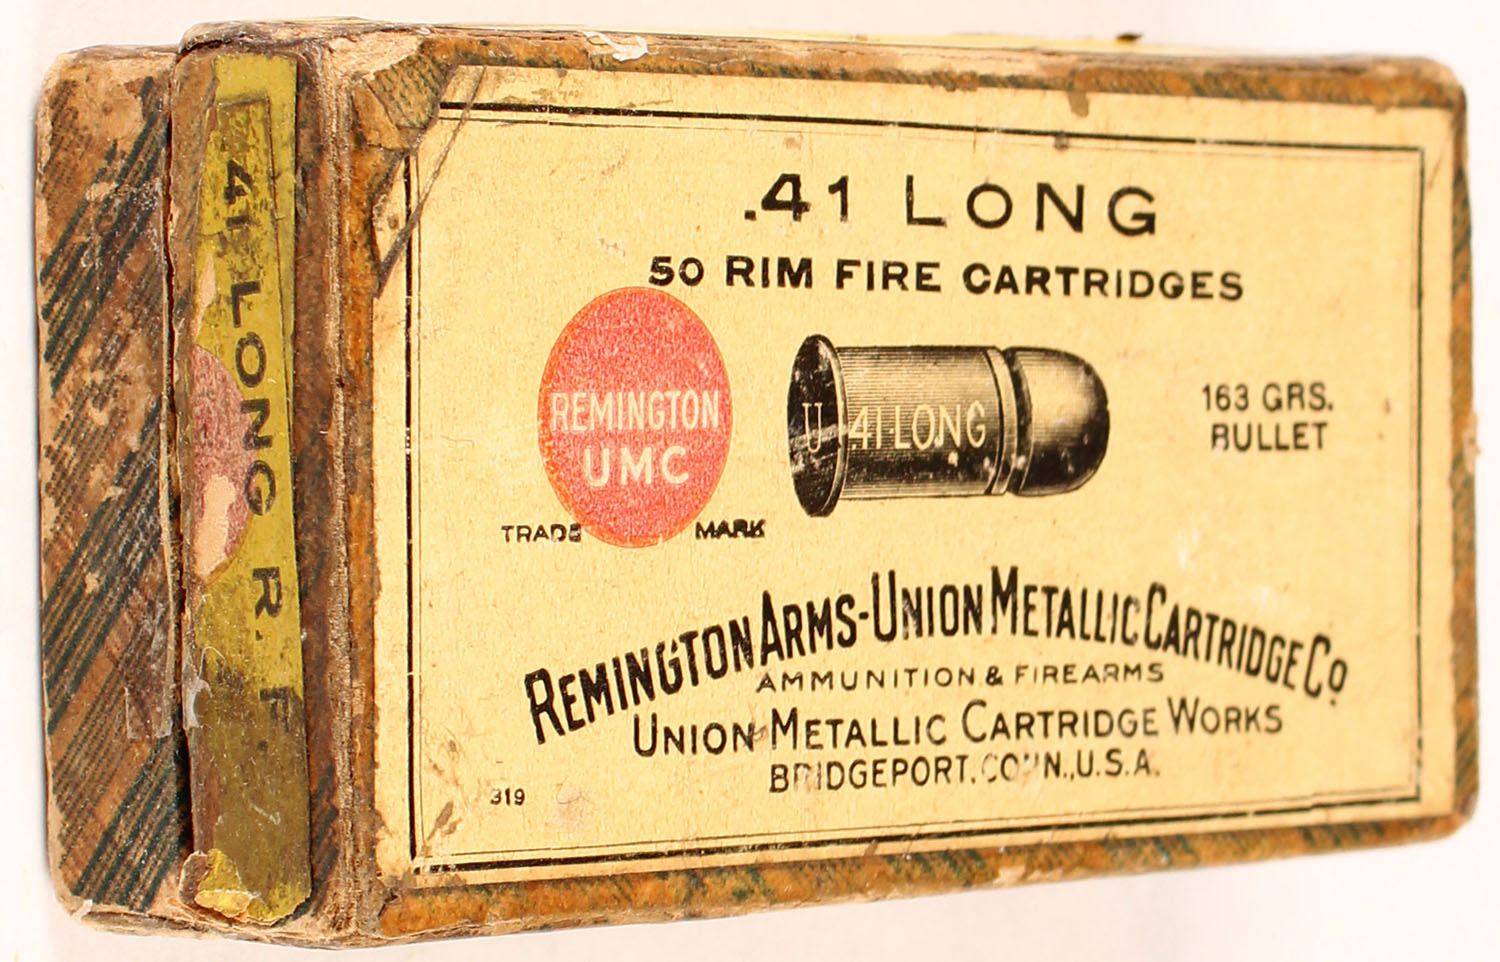 .41 LONG
50 RIM FIRE CARTRIDGES
REMINGTON
UMC
TRADE MARK
U 41 LONG
163 GRS.
BULLET
REMINGTON ARMS-UNION METALLIC CARTRIDGE CO
AMMUNITION & FIREARMS
UNION METALLIC CARTRIDGE WORKS
BRIDGEPORT, CONN., U.S.A.
319
41 LONG R. F.